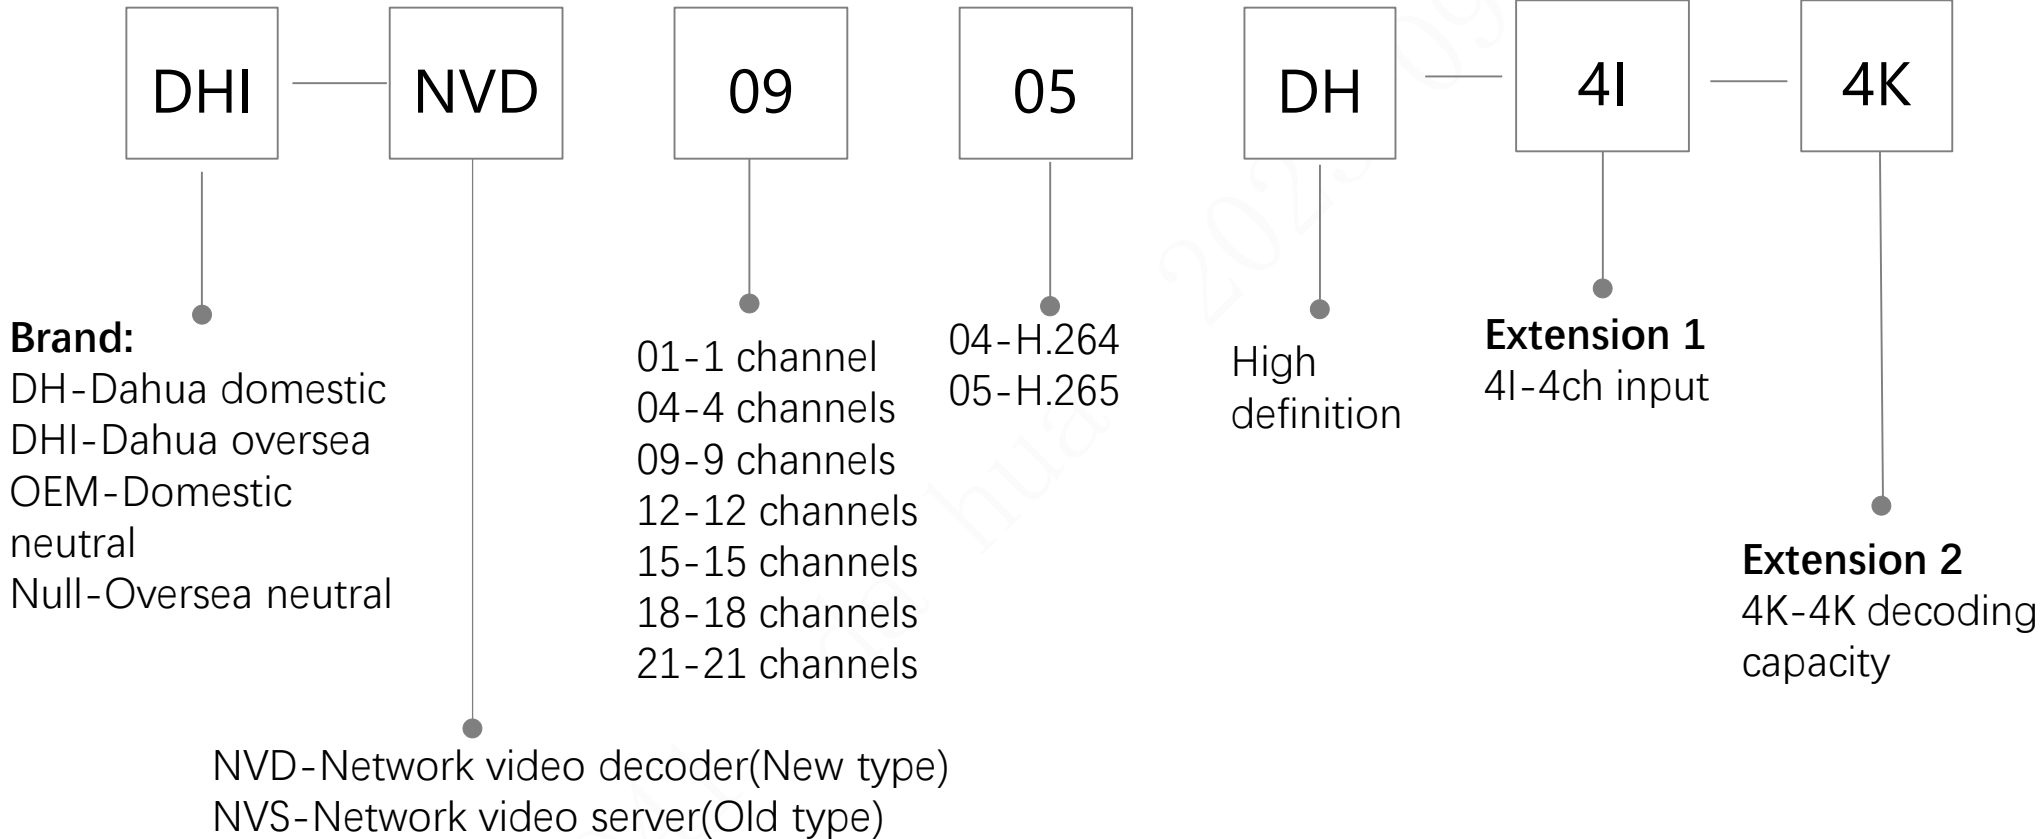 DHI
NVD
09
05
DH
4I
4K
Brand:
DH-Dahua domestic
DHI-Dahua oversea
OEM-Domestic
neutral
Null-Oversea neutral
NVD-Network video decoder(New type)
NVS-Network video server(Old type)
01-1 channel
04-4 channels
09-9 channels
12-12 channels
15-15 channels
18-18 channels
21-21 channels
04-H.264
05-H.265
High
definition
Extension 1
4I-4ch input
Extension 2
4K-4K decoding
capacity